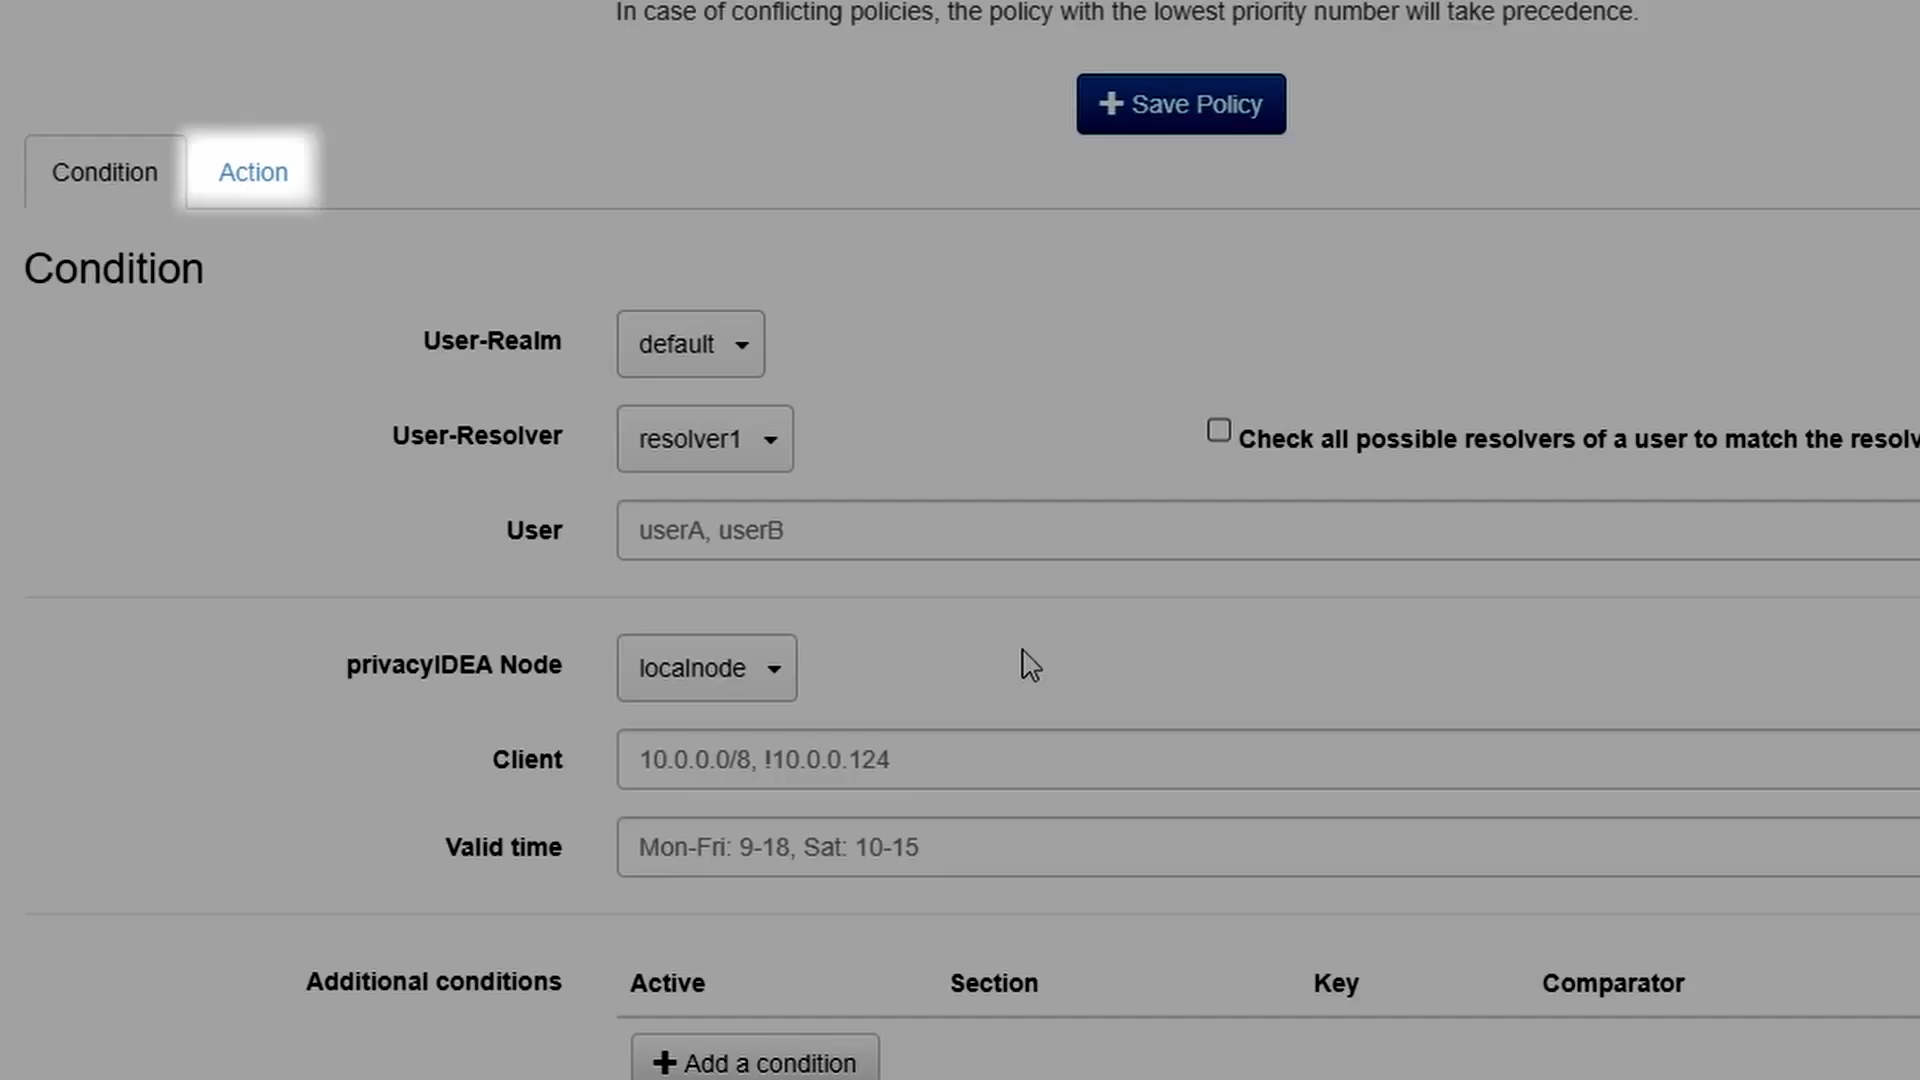 In case of conflicting policies, the policy with the lowest priority number will take precedence.
Save Policy
Condition
Action
Condition
User-Realm
default
User-Resolver
resolver1
Check all possible resolvers of a user to match the
User
userA, userB
privacyIDEA Node
localnode
Client
10.0.0.0/8, !10.0.0.124
Valid time
Mon-Fri: 9-18, Sat: 10-15
Additional conditions
Active
Section
Key
Comparator
Add a condition